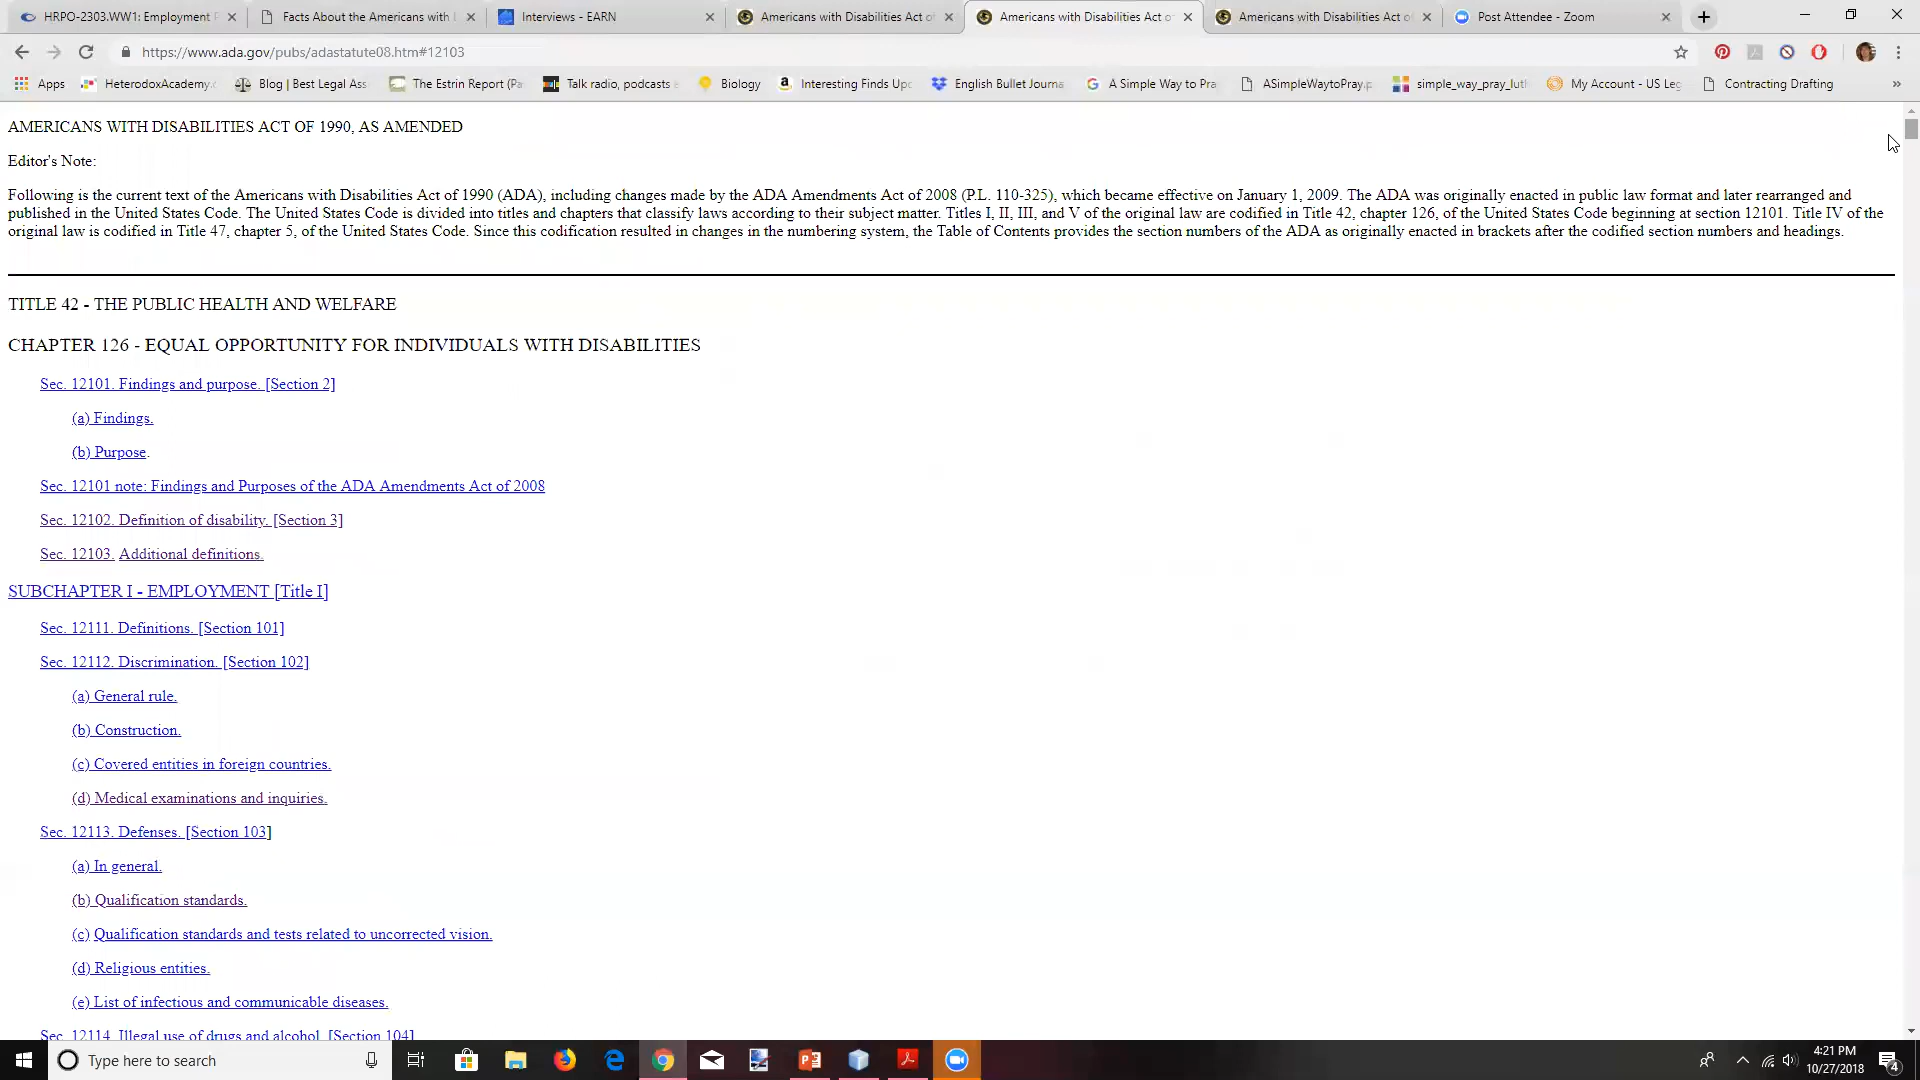 HRPO-2303.WW1: Employment
Facts About the Americans with
Interviews - EARN
Americans with Disabilities Act of
Americans with Disabilities Act of
Americans with Disabilities Act of
Post Attendee - Zoom
https://www.ada.gov/pubs/adastatute08.htm#12103
Apps
HeterodoxAcademy.
Blog | Best Legal Ass
The Estrin Report (Pa
Talk radio, podcasts
Biology
Interesting Finds Up
English Bullet Journa
A Simple Way to Pra
ASimpleWaytoPray.p
simple_way_pray_luth
My Account - US Leg
Contracting Drafting
»
AMERICANS WITH DISABILITIES ACT OF 1990, AS AMENDED
Editor's Note:
Following is the current text of the Americans with Disabilities Act of 1990 (ADA), including changes made by the ADA Amendments Act of 2008 (P.L. 110-325), which became effective on January 1, 2009. The ADA was originally enacted in public law format and later rearranged and
published in the United States Code. The United States Code is divided into titles and chapters that classify laws according to their subject matter. Titles I, II, III, and V of the original law are codified in Title 42, chapter 126, of the United States Code beginning at section 12101. Title IV of the
original law is codified in Title 47, chapter 5, of the United States Code. Since this codification resulted in changes in the numbering system, the Table of Contents provides the section numbers of the ADA as originally enacted in brackets after the codified section numbers and headings.
TITLE 42 - THE PUBLIC HEALTH AND WELFARE
CHAPTER 126 - EQUAL OPPORTUNITY FOR INDIVIDUALS WITH DISABILITIES
Sec. 12101. Findings and purpose. [Section 2]
(a) Findings.
(b) Purpose.
Sec. 12101 note: Findings and Purposes of the ADA Amendments Act of 2008
Sec. 12102. Definition of disability. [Section 3]
Sec. 12103. Additional definitions.
SUBCHAPTER I - EMPLOYMENT [Title I]
Sec. 12111. Definitions. [Section 101]
Sec. 12112. Discrimination. [Section 102]
(a) General rule.
(b) Construction.
(c) Covered entities in foreign countries.
(d) Medical examinations and inquiries.
Sec. 12113. Defenses. [Section 103]
(a) In general.
(b) Qualification standards.
(c) Qualification standards and tests related to uncorrected vision.
(d) Religious entities.
(e) List of infectious and communicable diseases.
Sec. 12114. Illegal use of drugs and alcohol. [Section 104]
Type here to search
4:21 PM
10/27/2018
4